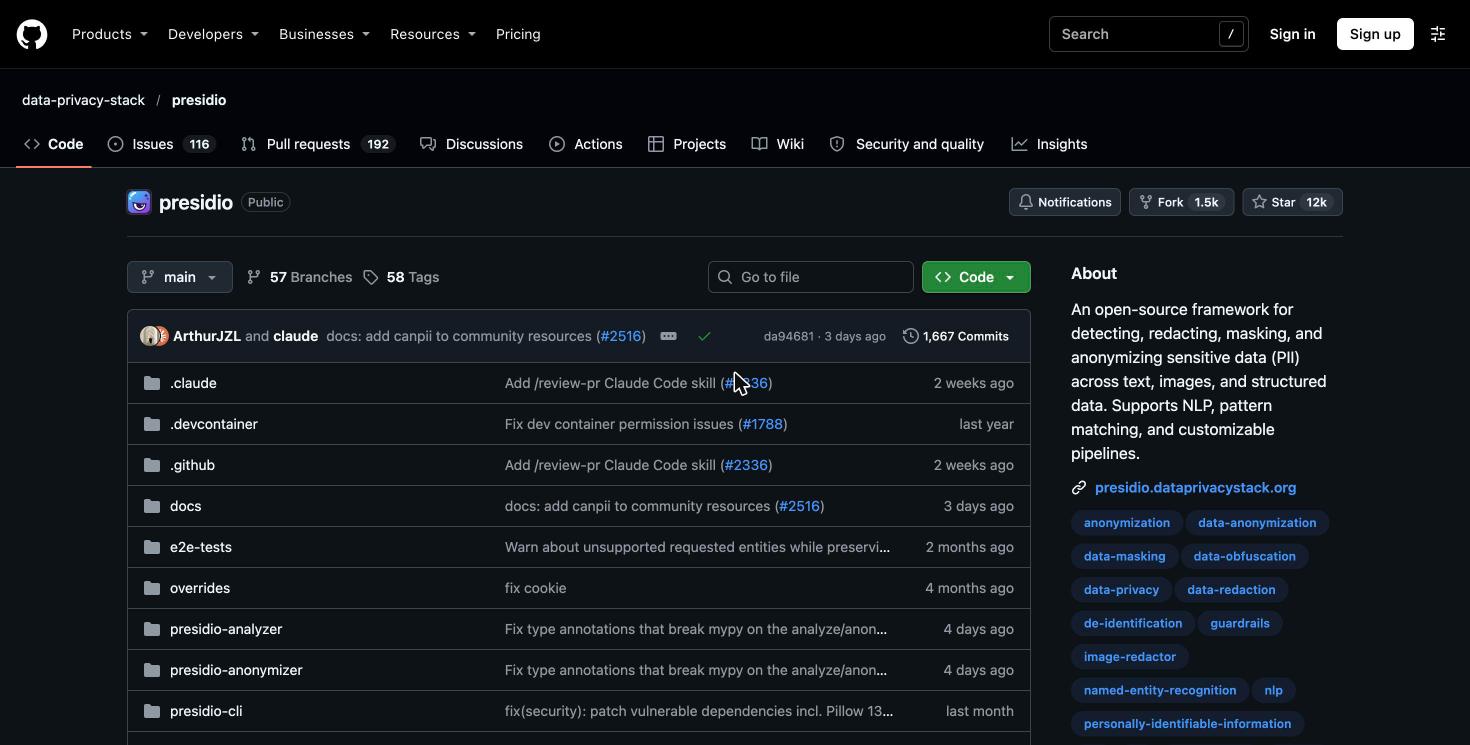 Products Developers Businesses Resources Pricing Search / Sign in Sign up
data-privacy-stack / presidio
Code Issues 116 Pull requests 192 Discussions Actions Projects Wiki Security and quality Insights
presidio Public Notifications Fork 1.5k Star 12k
main 57 Branches 58 Tags Go to file Code
ArthurJZL and claude docs: add canpii to community resources (#2516) da94681 · 3 days ago 1,667 Commits
.claude Add /review-pr Claude Code skill ( 2 weeks ago
.devcontainer Fix dev container permission issues (#1788) last year
.github Add /review-pr Claude Code skill (#2336) 2 weeks ago
docs docs: add canpii to community resources (#2516) 3 days ago
e2e-tests Warn about unsupported requested entities while preservi... 2 months ago
overrides fix cookie 4 months ago
presidio-analyzer Fix type annotations that break mypy on the analyze/anon... 4 days ago
presidio-anonymizer Fix type annotations that break mypy on the analyze/anon... 4 days ago
presidio-cli fix(security): patch vulnerable dependencies incl. Pillow 13... last month
About
An open-source framework for
detecting, redacting, masking, and
anonymizing sensitive data (PII)
across text, images, and structured
data. Supports NLP, pattern
matching, and customizable
pipelines.
presidio.dataprivacystack.org
anonymization data-anonymization
data-masking data-obfuscation
data-privacy data-redaction
de-identification guardrails
image-redactor
named-entity-recognition nlp
personally-identifiable-information